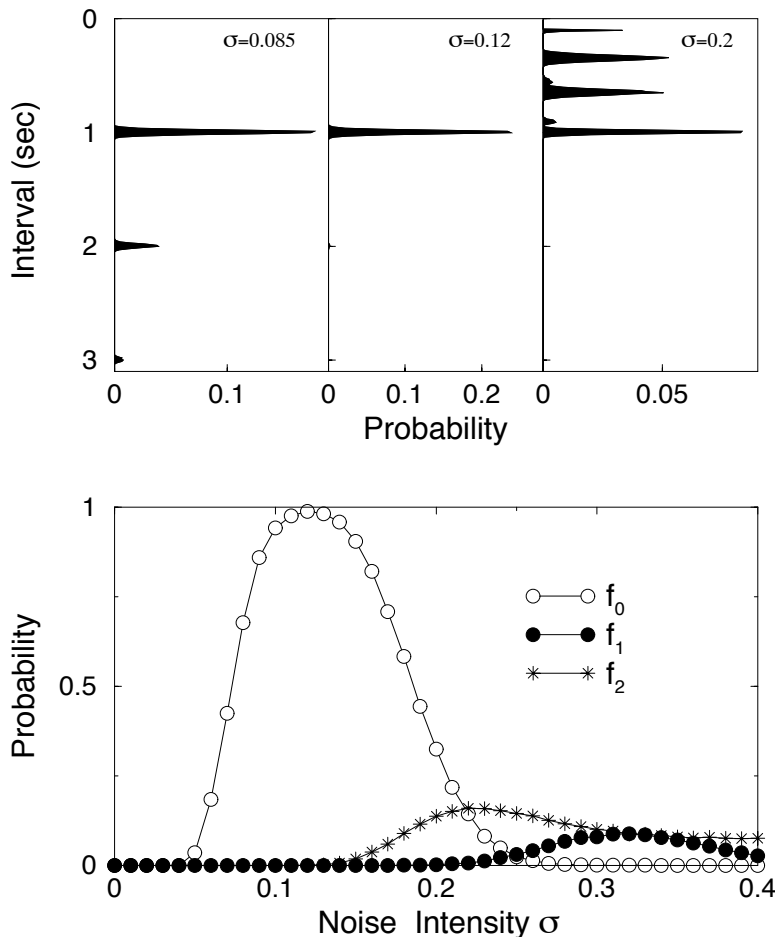 0
1
2
3
Interval (sec)
σ=0.085
σ=0.12
σ=0.2
0
0.1
0
0.1
0.2
0
0.05
Probability
1
0.5
0
Probability
f0
f1
f2
0
0.1
0.2
0.3
0.4
Noise Intensity σ